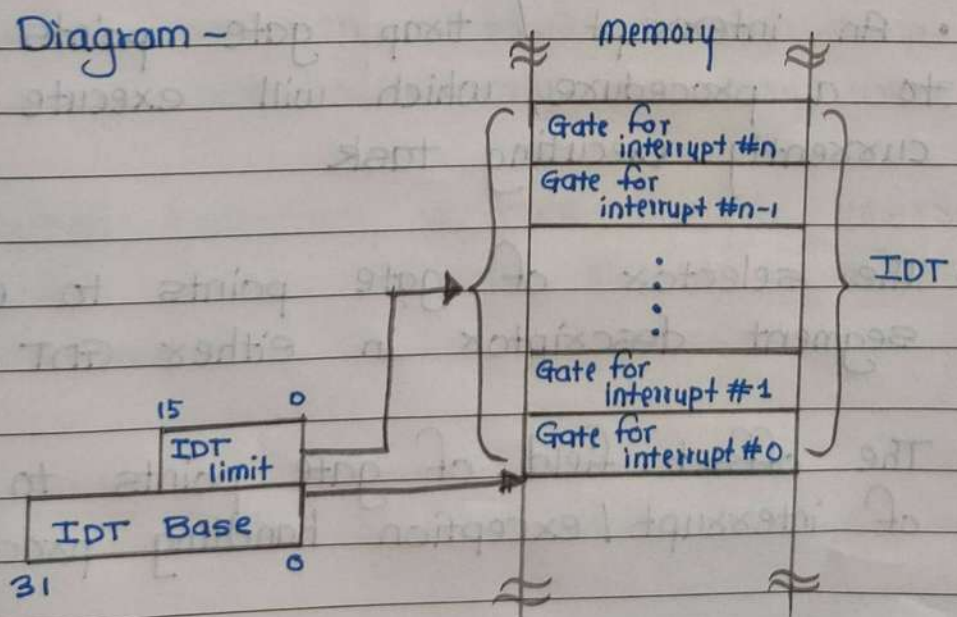 Diagram -
Memory
Gate for
interrupt #n
Gate for
interrupt #n-1
IDT
Gate for
interrupt #1
Gate for
interrupt #0
15 0
IDT
limit
IDT Base
31 0